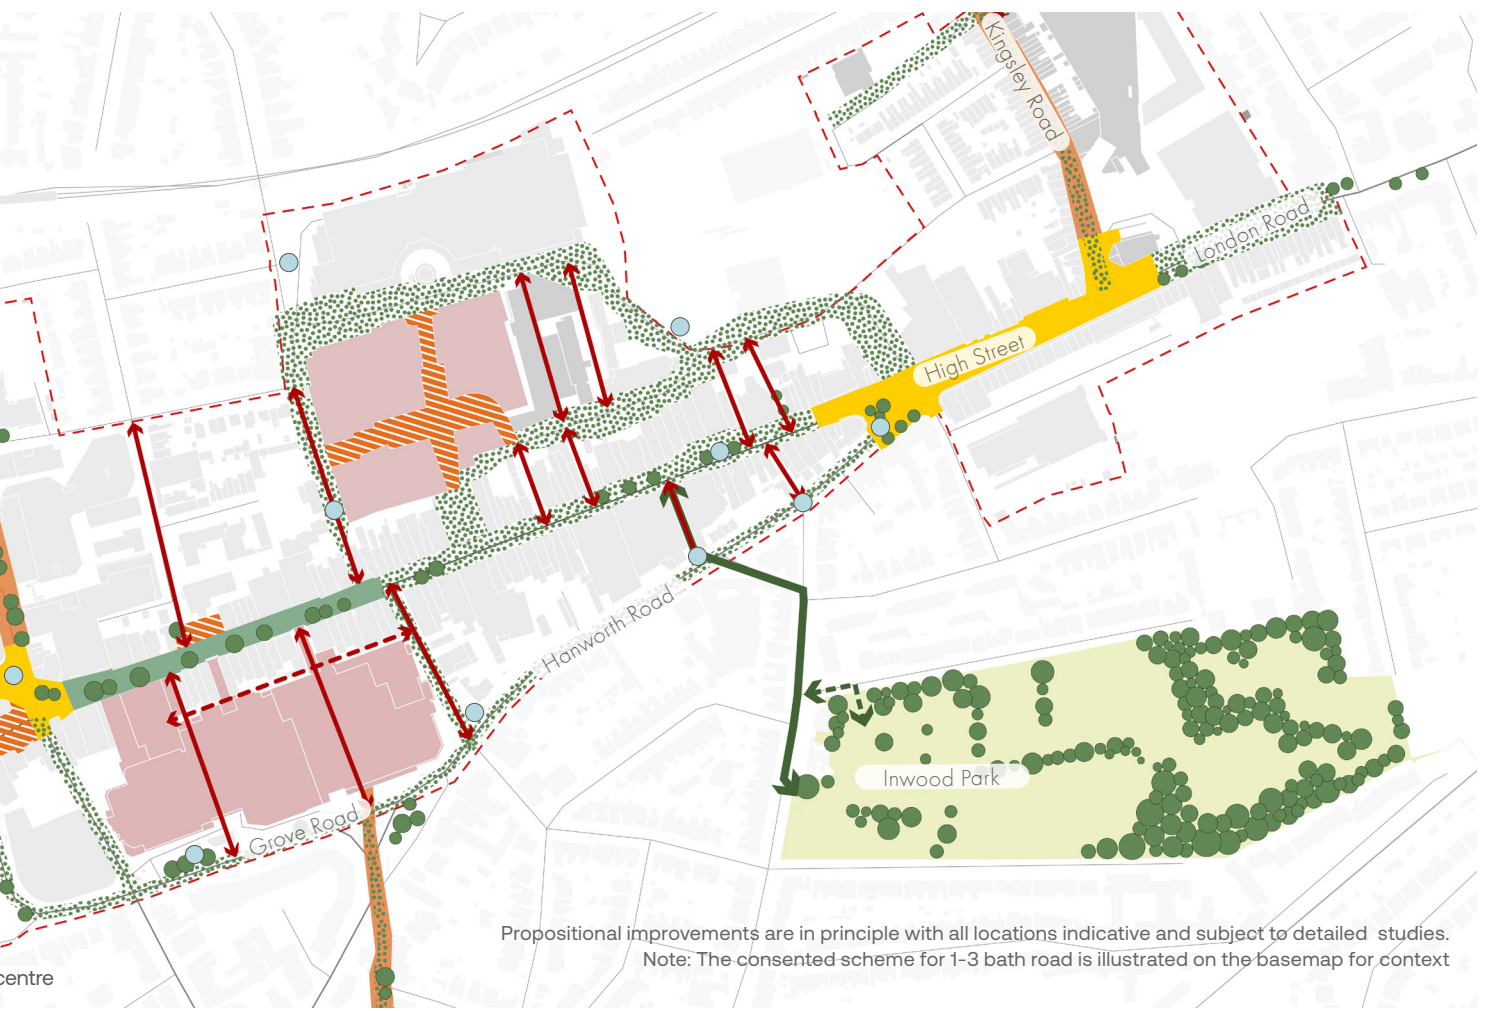 Kingsley Road
London Road
High Street
Hanworth Road
Inwood Park
Grove Road
Propositional improvements are in principle with all locations indicative and subject to detailed studies.
Note: The consented scheme for 1-3 bath road is illustrated on the basemap for context
centre